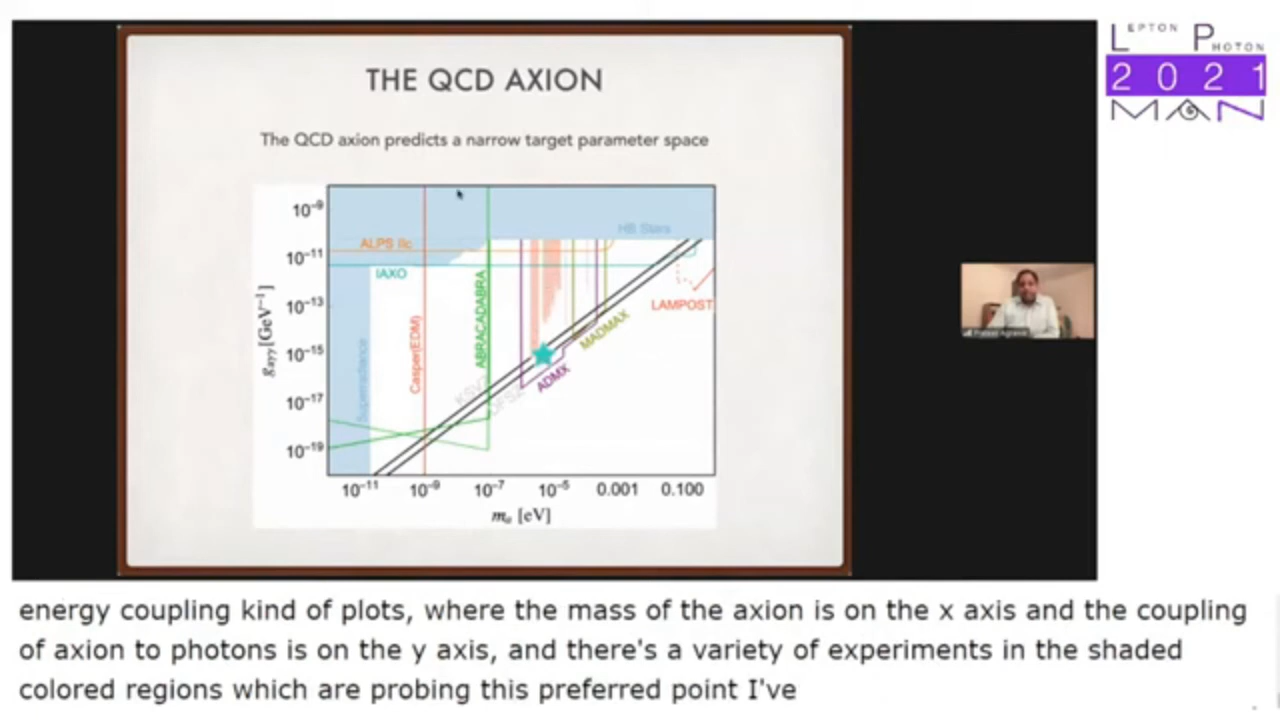 THE QCD AXION
LEPTON PHOTON
2021
MAN
The QCD axion predicts a narrow target parameter space
10⁻⁹
10⁻¹¹
10⁻¹³
10⁻¹⁵
10⁻¹⁷
10⁻¹⁹
gₐγγ [GeV⁻¹]
HB Stars
ALPS IIc
IAXO
LAMPOST
ABRACADABRA
Casper(EDM)
MADMAX
Superradiance
ADMX
KSVZ
DFSZ
10⁻¹¹ 10⁻⁹ 10⁻⁷ 10⁻⁵ 0.001 0.100
mₐ [eV]
energy coupling kind of plots, where the mass of the axion is on the x axis and the coupling
of axion to photons is on the y axis, and there's a variety of experiments in the shaded
colored regions which are probing this preferred point I've